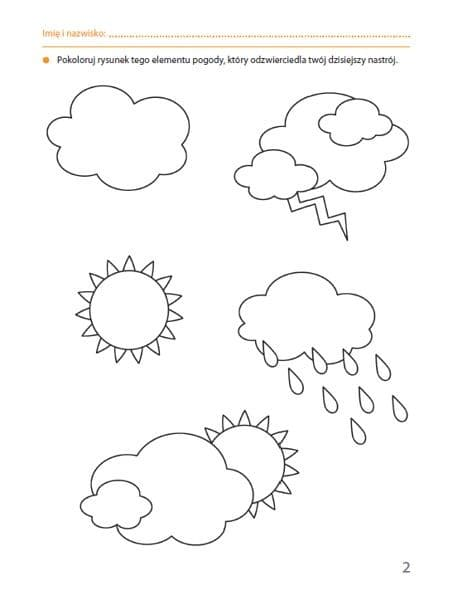 Imię i nazwisko:
Pokoloruj rysunek tego elementu pogody, który odzwierciedla twój dzisiejszy nastrój.
2